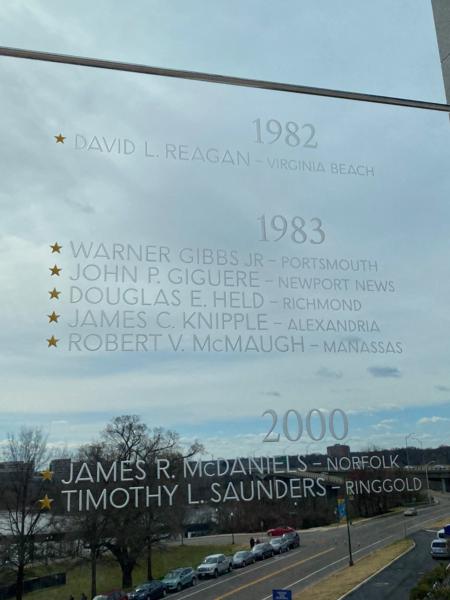 1982
DAVID L. REAGAN – VIRGINIA BEACH
1983
WARNER GIBBS JR – PORTSMOUTH
JOHN P. GIGUERE – NEWPORT NEWS
DOUGLAS E. HELD – RICHMOND
JAMES C. KNIPPLE – ALEXANDRIA
ROBERT V. McMAUGH – MANASSAS
2000
JAMES R. McDANIELS – NORFOLK
TIMOTHY L. SAUNDERS – RINGGOLD